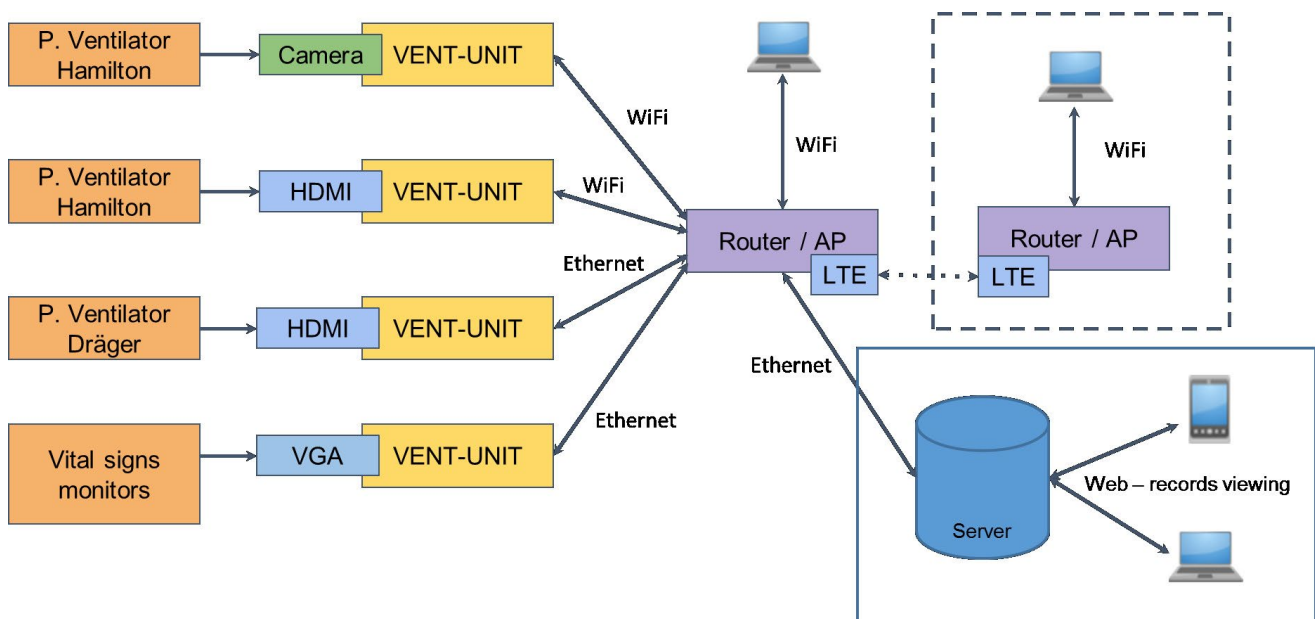 P. Ventilator
Hamilton
Camera
VENT-UNIT
WiFi
WiFi
WiFi
P. Ventilator
Hamilton
HDMI
VENT-UNIT
WiFi
Router / AP
LTE
Router / AP
LTE
Ethernet
P. Ventilator
Dräger
HDMI
VENT-UNIT
Ethernet
Ethernet
Vital signs
monitors
VGA
VENT-UNIT
Server
Web – records viewing